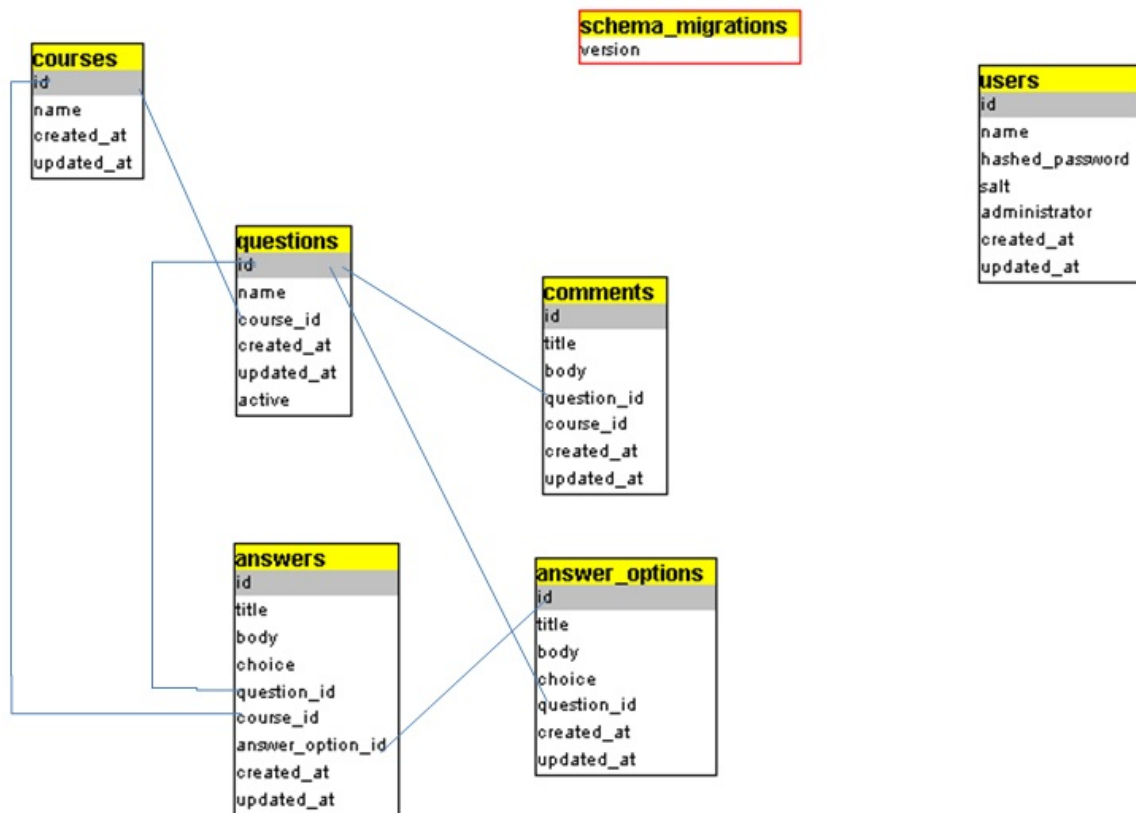 schema_migrations
version
courses
id
name
created_at
updated_at
users
id
name
hashed_password
salt
administrator
created_at
updated_at
questions
id
name
course_id
created_at
updated_at
active
comments
id
title
body
question_id
course_id
created_at
updated_at
answers
id
title
body
choice
question_id
course_id
answer_option_id
created_at
updated_at
answer_options
id
title
body
choice
question_id
created_at
updated_at